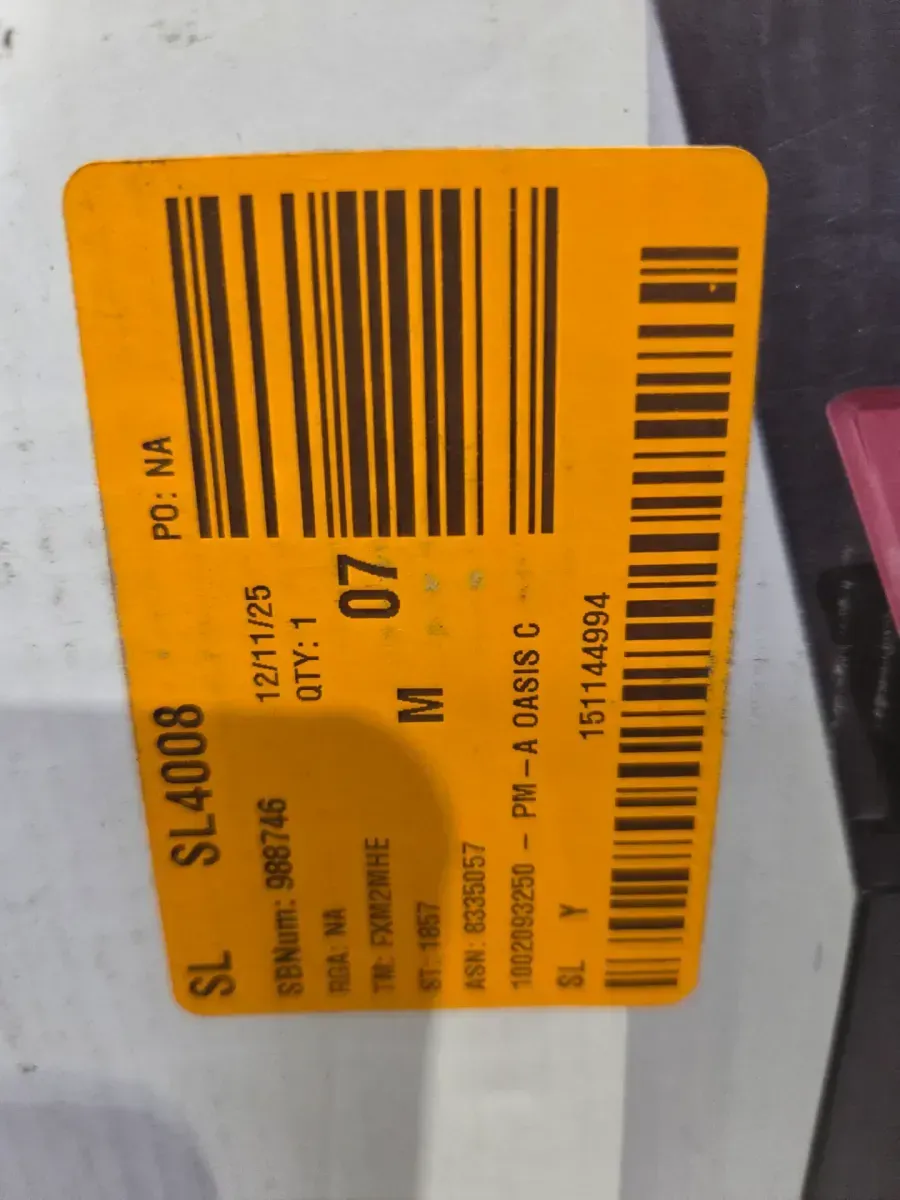 SL SL4008 PO: NA
SBNum: 988746 12/11/25
RGA: NA QTY: 1
TM: FXM2MHE 07
ST: 1857 M
ASN: 8335057
1002093250 - PM-A OASIS C
SL Y 15114494